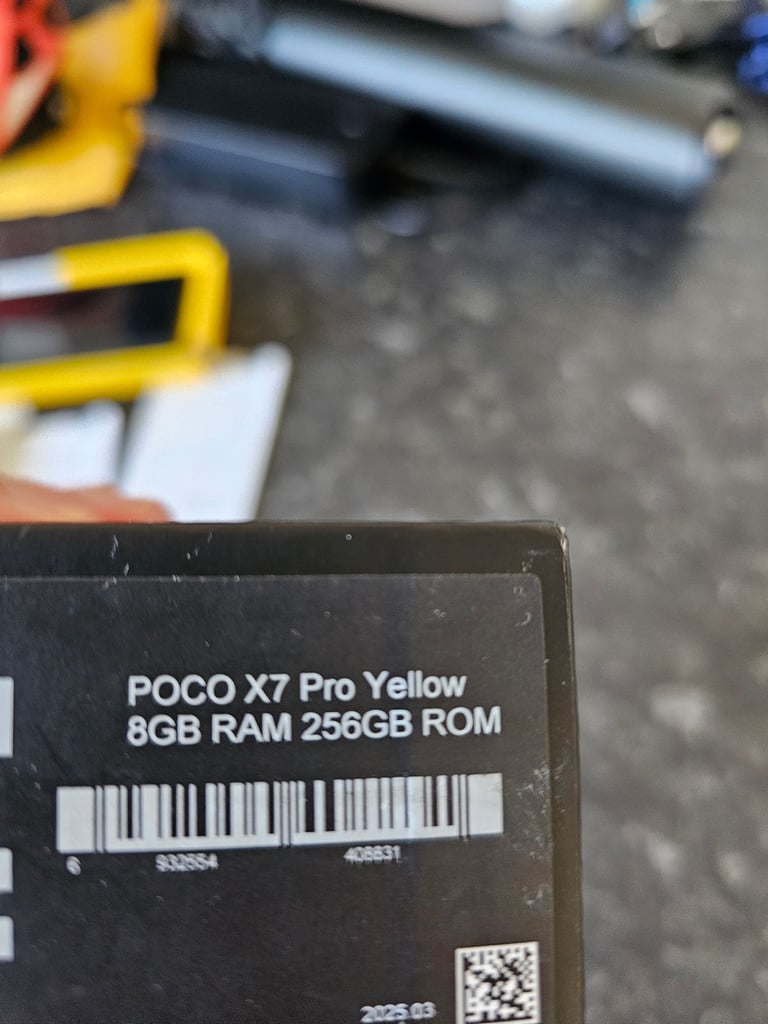 POCO X7 Pro Yellow
8GB RAM 256GB ROM
6 932554 408831
2025.03